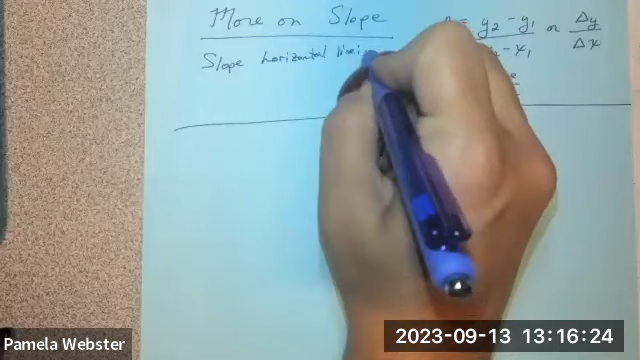 More on Slope
y₂ - y₁ or Δy
x₁ Δx
Slope horizontal line
Pamela Webster
2023-09-13 13:16:24